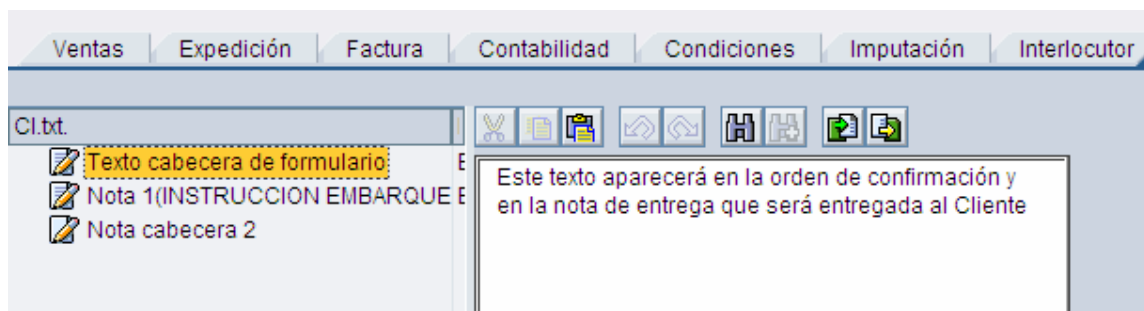 Ventas Expedición Factura Contabilidad Condiciones Imputación Interlocutor
Cl.txt.
Texto cabecera de formulario
Nota 1(INSTRUCCION EMBARQUE
Nota cabecera 2
Este texto aparecerá en la orden de confirmación y
en la nota de entrega que será entregada al Cliente